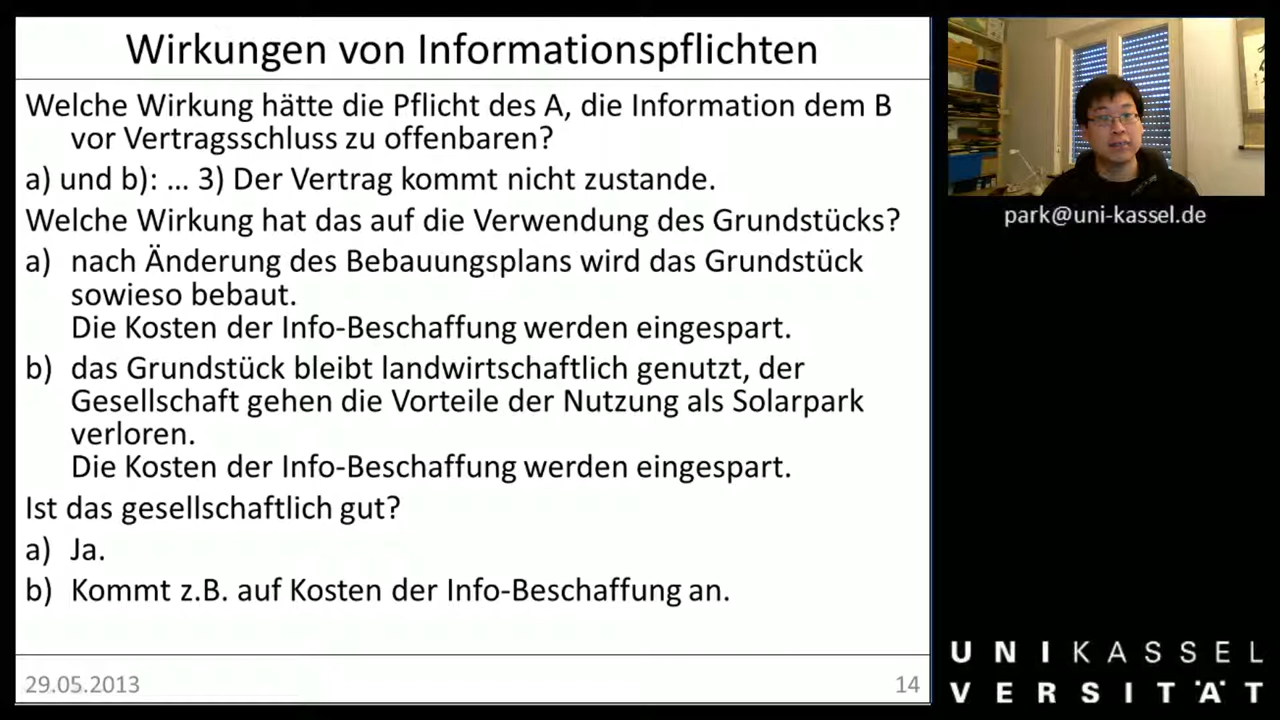 Wirkungen von Informationspflichten
Welche Wirkung hätte die Pflicht des A, die Information dem B
vor Vertragsschluss zu offenbaren?
a) und b): ... 3) Der Vertrag kommt nicht zustande.
Welche Wirkung hat das auf die Verwendung des Grundstücks?
a) nach Änderung des Bebauungsplans wird das Grundstück
sowieso bebaut.
Die Kosten der Info-Beschaffung werden eingespart.
b) das Grundstück bleibt landwirtschaftlich genutzt, der
Gesellschaft gehen die Vorteile der Nutzung als Solarpark
verloren.
Die Kosten der Info-Beschaffung werden eingespart.
Ist das gesellschaftlich gut?
a) Ja.
b) Kommt z.B. auf Kosten der Info-Beschaffung an.
29.05.2013
14
park@uni-kassel.de
UNIKASSEL
VERSITÄT